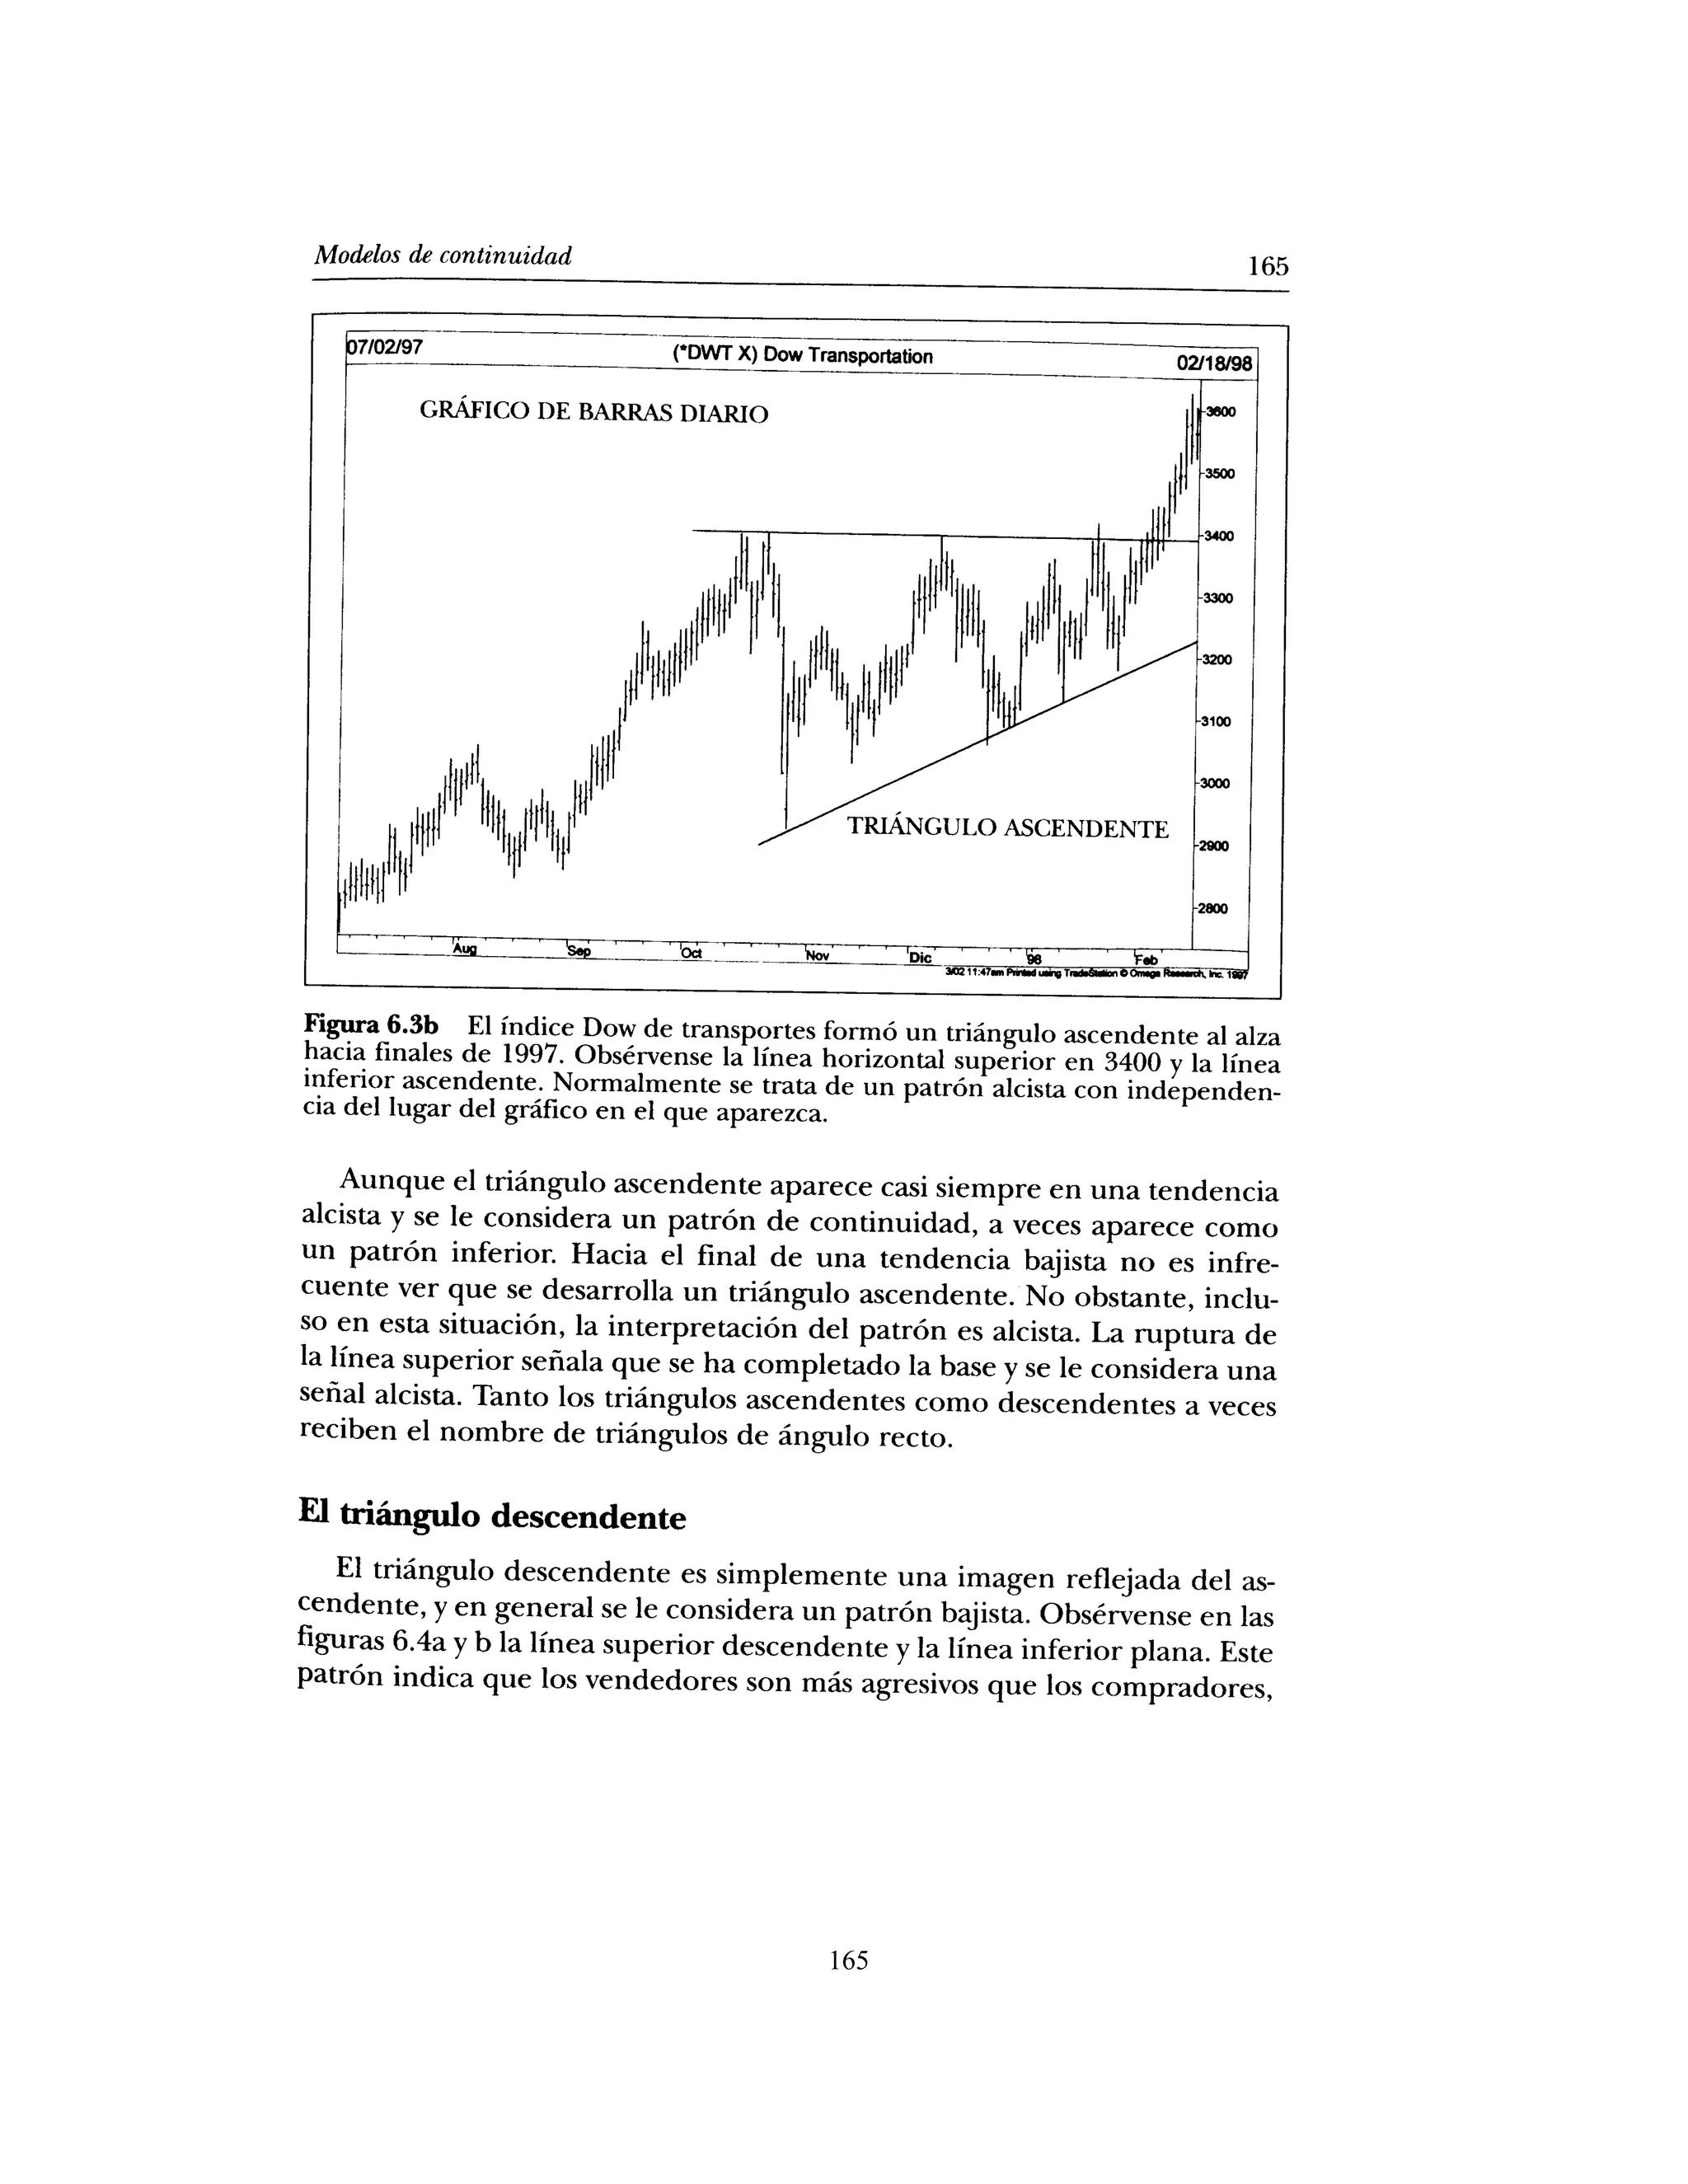 Modelos de continuidad
165
07/02/97
(*DWT X) Dow Transportation
02/18/98
GRÁFICO DE BARRAS DIARIO
3600
3500
3400
3300
3200
3100
3000
TRIÁNGULO ASCENDENTE
2900
2800
Aug Sep Oct Nov Dic 98 Feb
3/02 11:47am Printed using TradeStation © Omega Research, Inc. 1997
Figura 6.3b El índice Dow de transportes formó un triángulo ascendente al alza
hacia finales de 1997. Obsérvense la línea horizontal superior en 3400 y la línea
inferior ascendente. Normalmente se trata de un patrón alcista con independen-
cia del lugar del gráfico en el que aparezca.
Aunque el triángulo ascendente aparece casi siempre en una tendencia
alcista y se le considera un patrón de continuidad, a veces aparece como
un patrón inferior. Hacia el final de una tendencia bajista no es infre-
cuente ver que se desarrolla un triángulo ascendente. No obstante, inclu-
so en esta situación, la interpretación del patrón es alcista. La ruptura de
la línea superior señala que se ha completado la base y se le considera una
señal alcista. Tanto los triángulos ascendentes como descendentes a veces
reciben el nombre de triángulos de ángulo recto.
El triángulo descendente
El triángulo descendente es simplemente una imagen reflejada del as-
cendente, y en general se le considera un patrón bajista. Obsérvense en las
figuras 6.4a y b la línea superior descendente y la línea inferior plana. Este
patrón indica que los vendedores son más agresivos que los compradores,
165